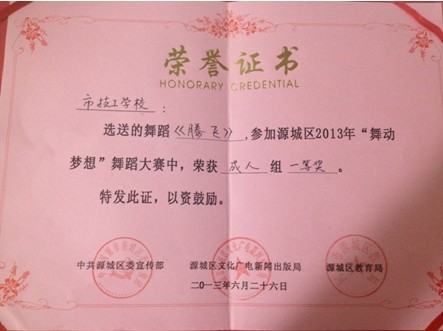 荣誉证书
HONORARY CREDENTIAL
市技工学校：
选送的舞蹈《腾飞》，参加源城区2013年“舞动
梦想”舞蹈大赛中，荣获 成人 组 一等奖 。
特发此证，以资鼓励。
中共源城区委宣传部 源城区文化广电新闻出版局 源城区教育局
二〇一三年六月二十六日